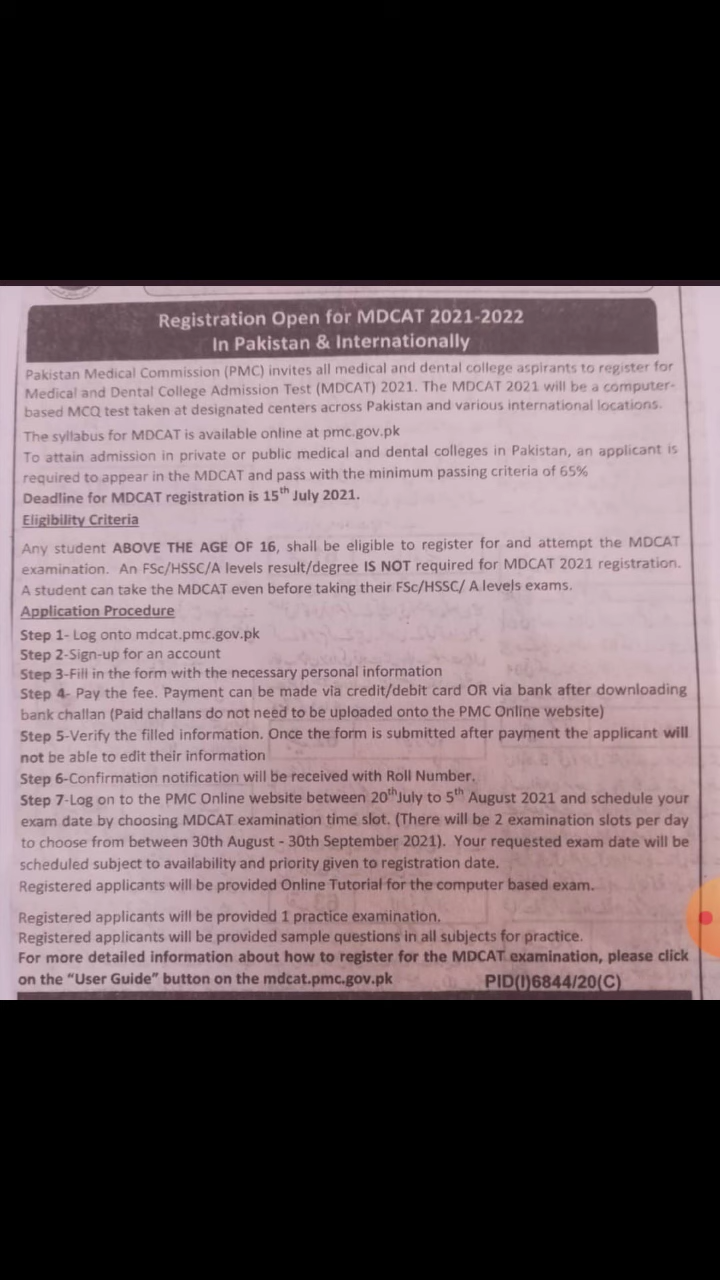 Registration Open for MDCAT 2021-2022
In Pakistan & Internationally
Pakistan Medical Commission (PMC) invites all medical and dental college aspirants to register for
Medical and Dental College Admission Test (MDCAT) 2021. The MDCAT 2021 will be a computer-
based MCQ test taken at designated centers across Pakistan and various international locations.
The syllabus for MDCAT is available online at pmc.gov.pk
To attain admission in private or public medical and dental colleges in Pakistan, an applicant is
required to appear in the MDCAT and pass with the minimum passing criteria of 65%
Deadline for MDCAT registration is 15th July 2021.
Eligibility Criteria
Any student ABOVE THE AGE OF 16, shall be eligible to register for and attempt the MDCAT
examination. An FSc/HSSC/A levels result/degree IS NOT required for MDCAT 2021 registration.
A student can take the MDCAT even before taking their FSc/HSSC/ A levels exams.
Application Procedure
Step 1- Log onto mdcat.pmc.gov.pk
Step 2-Sign-up for an account
Step 3-Fill in the form with the necessary personal information
Step 4- Pay the fee. Payment can be made via credit/debit card OR via bank after downloading
bank challan (Paid challans do not need to be uploaded onto the PMC Online website)
Step 5-Verify the filled information. Once the form is submitted after payment the applicant will
not be able to edit their information
Step 6-Confirmation notification will be received with Roll Number.
Step 7-Log on to the PMC Online website between 20th July to 5th August 2021 and schedule your
exam date by choosing MDCAT examination time slot. (There will be 2 examination slots per day
to choose from between 30th August - 30th September 2021). Your requested exam date will be
scheduled subject to availability and priority given to registration date.
Registered applicants will be provided Online Tutorial for the computer based exam.
Registered applicants will be provided 1 practice examination.
Registered applicants will be provided sample questions in all subjects for practice.
For more detailed information about how to register for the MDCAT examination, please click
on the "User Guide" button on the mdcat.pmc.gov.pk PID(I)6844/20(C)